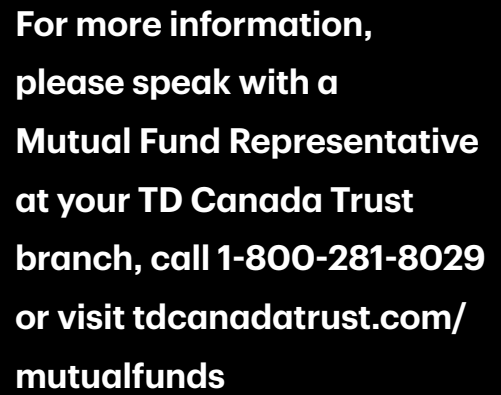 For more information,
please speak with a
Mutual Fund Representative
at your TD Canada Trust
branch, call 1-800-281-8029
or visit tdcanadatrust.com/
mutualfunds